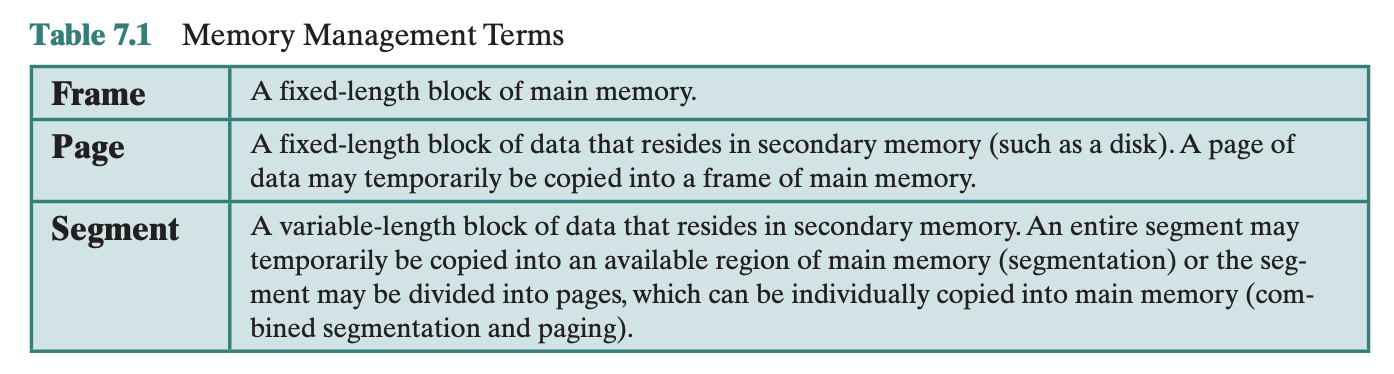 Table 7.1 Memory Management Terms
Frame
A fixed-length block of main memory.
Page
A fixed-length block of data that resides in secondary memory (such as a disk). A page of
data may temporarily be copied into a frame of main memory.
Segment
A variable-length block of data that resides in secondary memory. An entire segment may
temporarily be copied into an available region of main memory (segmentation) or the seg-
ment may be divided into pages, which can be individually copied into main memory (com-
bined segmentation and paging).